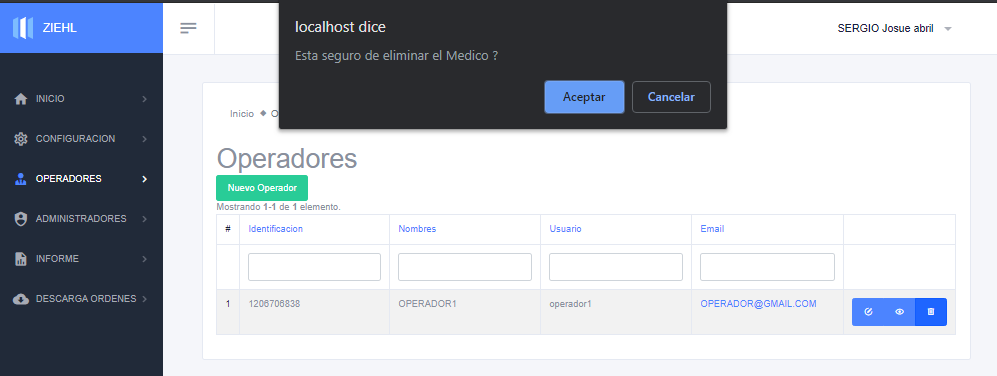 ZIEHL
localhost dice
Esta seguro de eliminar el Medico ?
Aceptar
Cancelar
SERGIO Josue abril
INICIO
CONFIGURACION
OPERADORES
ADMINISTRADORES
INFORME
DESCARGA ORDENES
Inicio ◆ O
Operadores
Nuevo Operador
Mostrando 1-1 de 1 elemento.
# Identificacion Nombres Usuario Email
1 1206706838 OPERADOR1 operador1 OPERADOR@GMAIL.COM